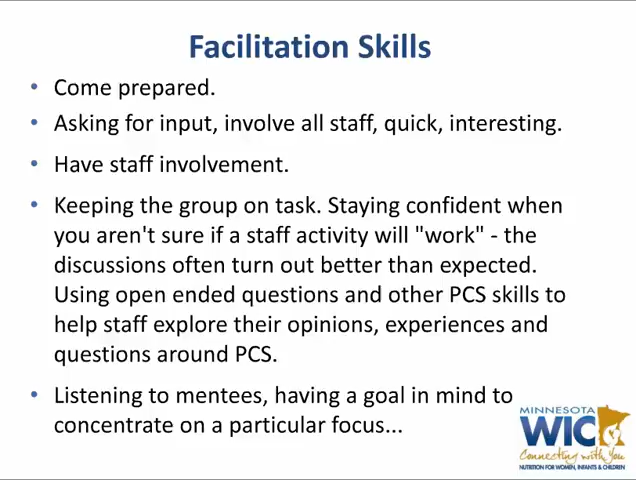 Facilitation Skills
• Come prepared.
• Asking for input, involve all staff, quick, interesting.
• Have staff involvement.
• Keeping the group on task. Staying confident when
you aren't sure if a staff activity will "work" - the
discussions often turn out better than expected.
Using open ended questions and other PCS skills to
help staff explore their opinions, experiences and
questions around PCS.
• Listening to mentees, having a goal in mind to
concentrate on a particular focus...
MINNESOTA
WIC
Connecting with You
NUTRITION FOR WOMEN, INFANTS & CHILDREN